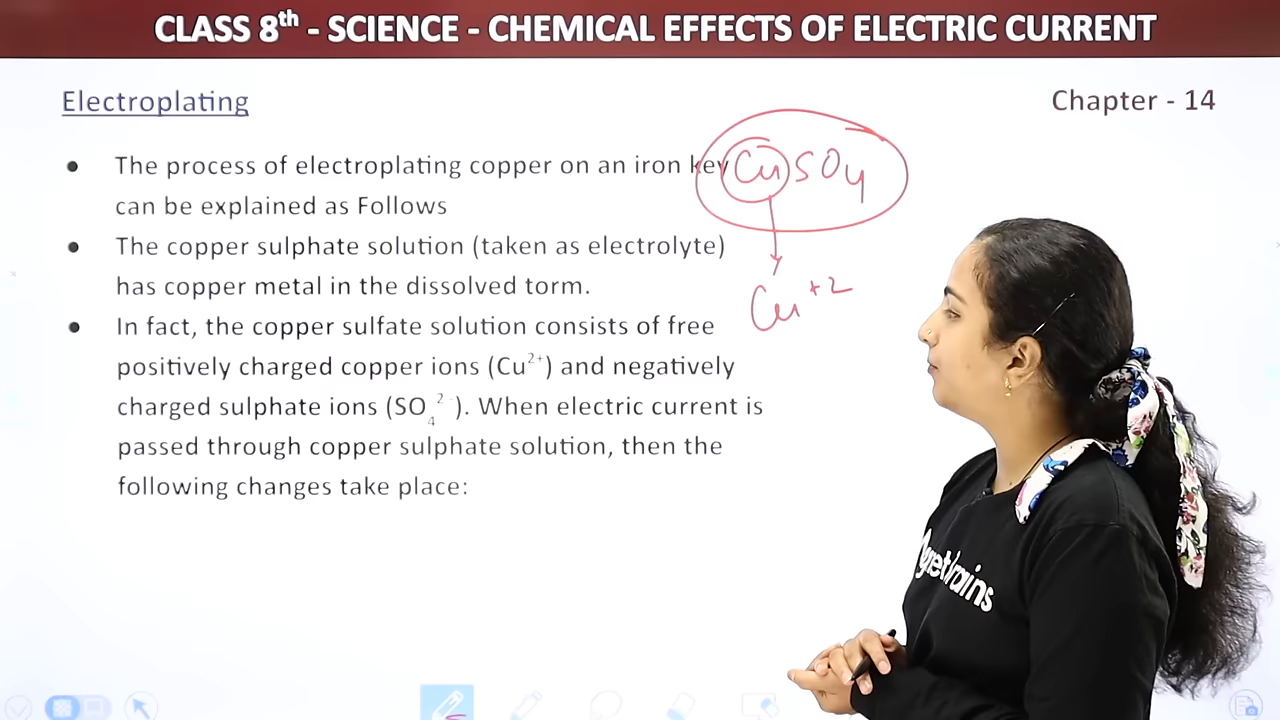 CLASS 8th - SCIENCE - CHEMICAL EFFECTS OF ELECTRIC CURRENT
Electroplating
Chapter - 14
• The process of electroplating copper on an iron key
can be explained as Follows
• The copper sulphate solution (taken as electrolyte)
has copper metal in the dissolved torm.
• In fact, the copper sulfate solution consists of free
positively charged copper ions (Cu²⁺) and negatively
charged sulphate ions (SO₄²⁻). When electric current is
passed through copper sulphate solution, then the
following changes take place:
CuSO4
Cu+2